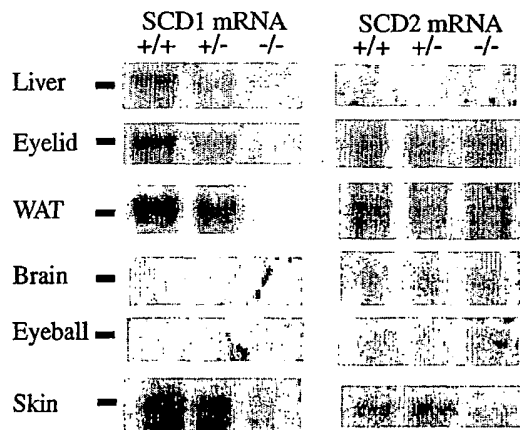 SCD1 mRNA SCD2 mRNA
+/+ +/- -/- +/+ +/- -/-
Liver
Eyelid
WAT
Brain
Eyeball
Skin